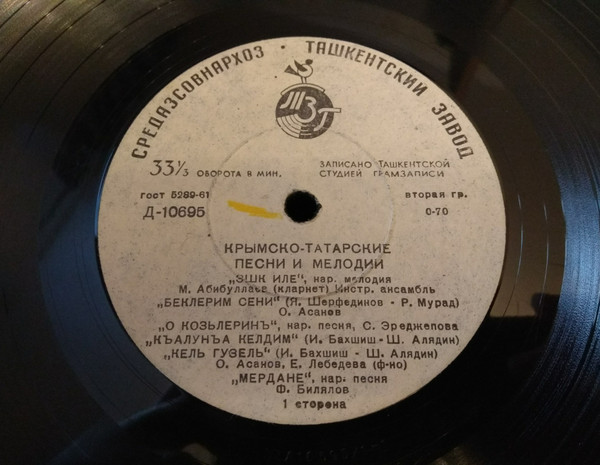 СРЕДАЗСОВНАРХОЗ • ТАШКЕНТСКИЙ ЗАВОД
ТЗГ
33⅓ ОБОРОТА В МИН.
ЗАПИСАНО ТАШКЕНТСКОЙ
СТУДИЕЙ ГРАМЗАПИСИ
ГОСТ 5289-61
вторая гр.
Д-10695
0-70
КРЫМСКО-ТАТАРСКИЕ
ПЕСНИ И МЕЛОДИИ
„ЭШК ИЛЕ“, нар. мелодия
М. Абибуллаев (кларнет) Инстр. ансамбль
„БЕКЛЕРИМ СЕНИ“ (Я. Шерфединов - Р. Мурад)
О. Асанов
„О КОЗЬЛЕРИНЪ“, нар. песня, С. Эреджепова
„КЪАЛУНЪА КЕЛДИМ“ (И. Бахшиш- Ш. Алядин)
„КЕЛЬ ГУЗЕЛЬ“ (И. Бахшиш - Ш. Алядин)
О. Асанов, Е. Лебедева (ф-но)
„МЕРДАНЕ“, нар. песня
Ф. Билялов
1 сторона